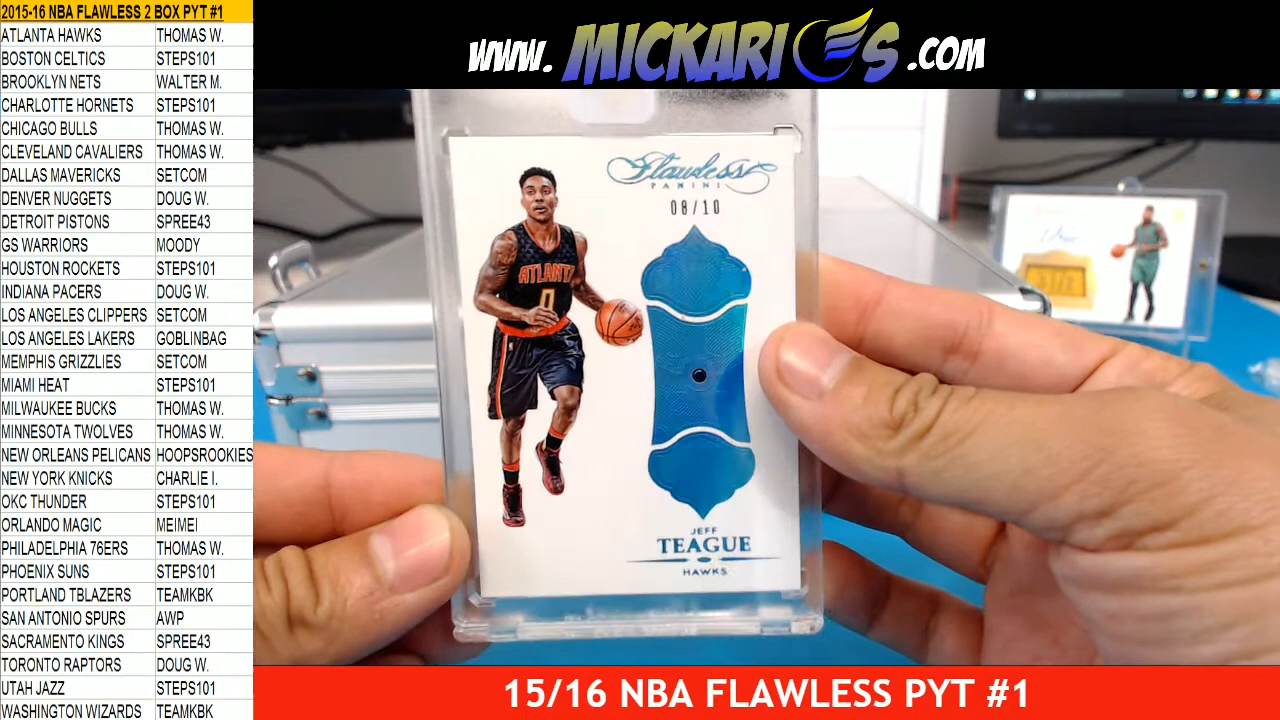 2015-16 NBA FLAWLESS 2 BOX PYT #1
ATLANTA HAWKS THOMAS W.
BOSTON CELTICS STEPS101
BROOKLYN NETS WALTER M.
CHARLOTTE HORNETS STEPS101
CHICAGO BULLS THOMAS W.
CLEVELAND CAVALIERS THOMAS W.
DALLAS MAVERICKS SETCOM
DENVER NUGGETS DOUG W.
DETROIT PISTONS SPREE43
GS WARRIORS MOODY
HOUSTON ROCKETS STEPS101
INDIANA PACERS DOUG W.
LOS ANGELES CLIPPERS SETCOM
LOS ANGELES LAKERS GOBLINBAG
MEMPHIS GRIZZLIES SETCOM
MIAMI HEAT STEPS101
MILWAUKEE BUCKS THOMAS W.
MINNESOTA TWOLVES THOMAS W.
NEW ORLEANS PELICANS HOOPSROOKIES
NEW YORK KNICKS CHARLIE I.
OKC THUNDER STEPS101
ORLANDO MAGIC MEIMEI
PHILADELPHIA 76ERS THOMAS W.
PHOENIX SUNS STEPS101
PORTLAND TBLAZERS TEAMKBK
SAN ANTONIO SPURS AWP
SACRAMENTO KINGS SPREE43
TORONTO RAPTORS DOUG W.
UTAH JAZZ STEPS101
WASHINGTON WIZARDS TEAMKBK
www.MICKARIES.com
Flawless
PANINI
08/10
ATLANTA
0
JEFF
TEAGUE
HAWKS
15/16 NBA FLAWLESS PYT #1